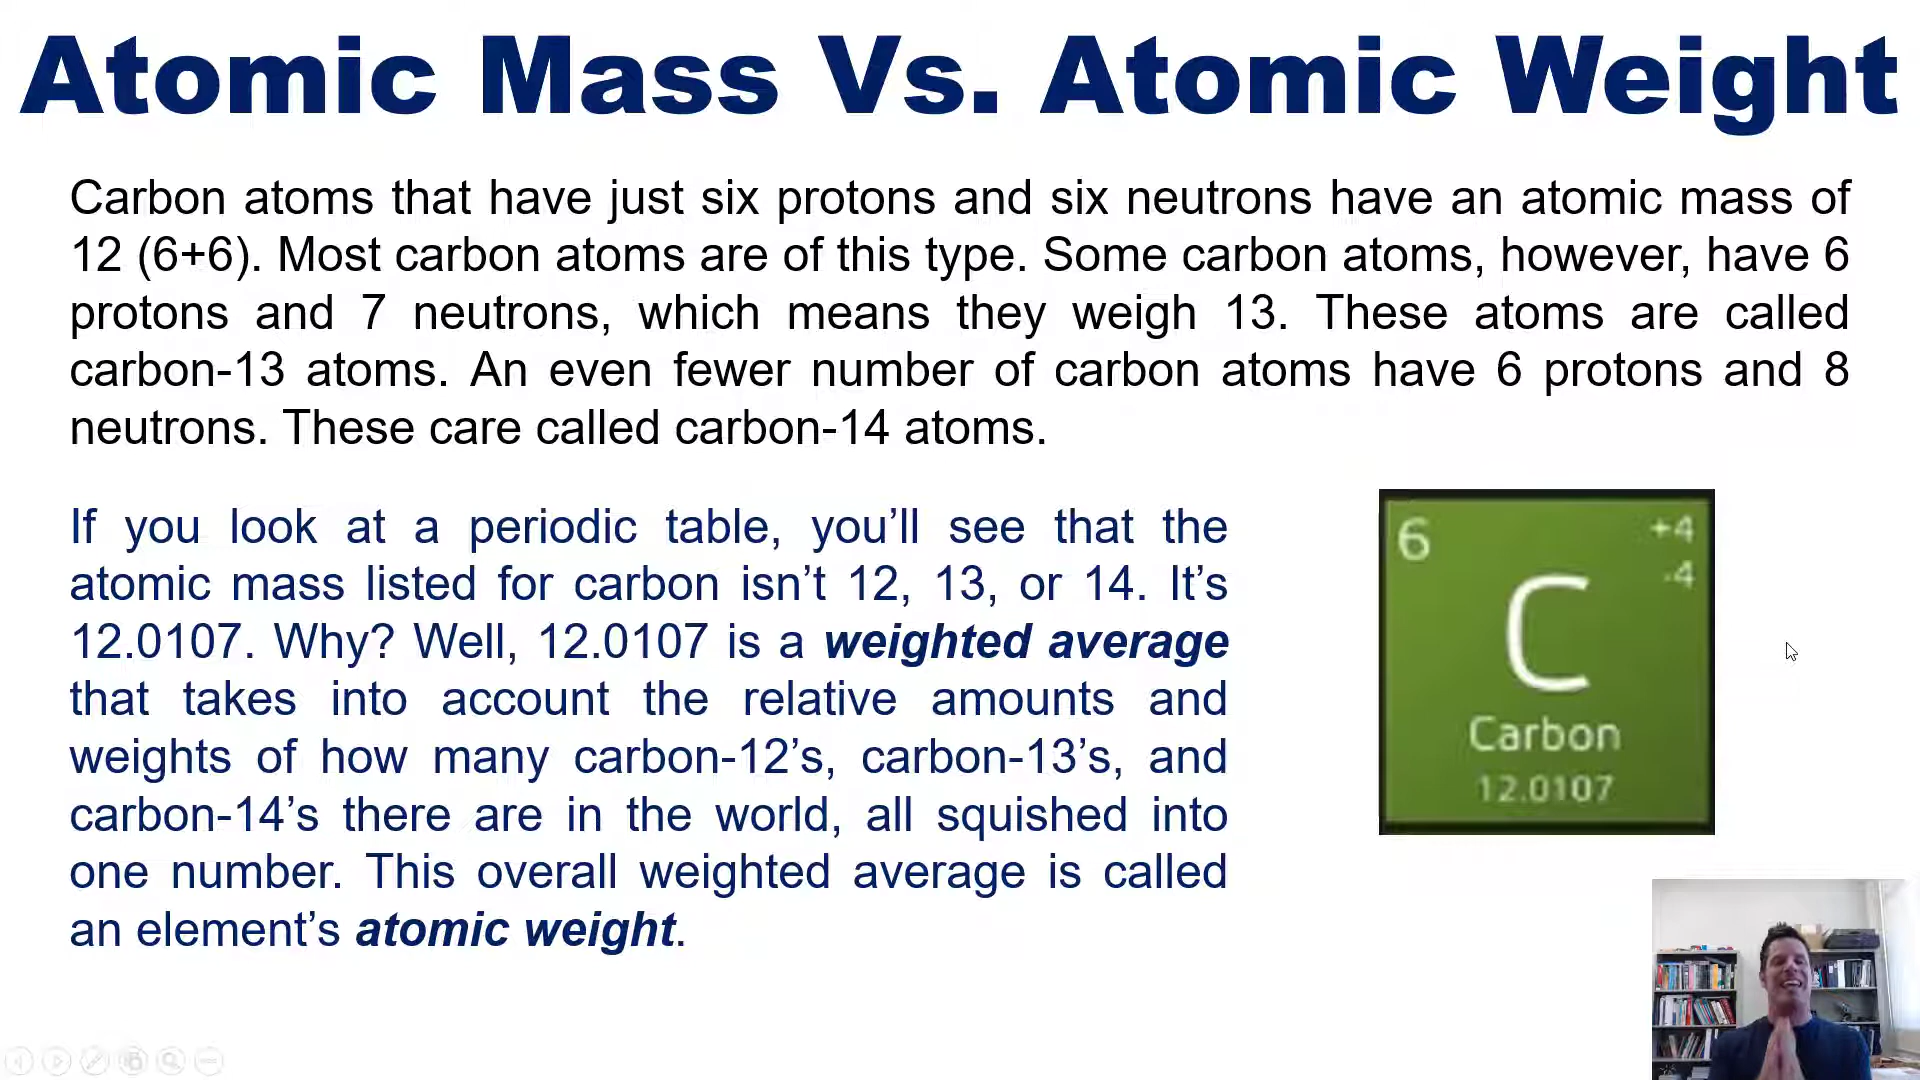 Atomic Mass Vs. Atomic Weight
Carbon atoms that have just six protons and six neutrons have an atomic mass of
12 (6+6). Most carbon atoms are of this type. Some carbon atoms, however, have 6
protons and 7 neutrons, which means they weigh 13. These atoms are called
carbon-13 atoms. An even fewer number of carbon atoms have 6 protons and 8
neutrons. These care called carbon-14 atoms.
If you look at a periodic table, you’ll see that the
atomic mass listed for carbon isn’t 12, 13, or 14. It’s
12.0107. Why? Well, 12.0107 is a weighted average
that takes into account the relative amounts and
weights of how many carbon-12’s, carbon-13’s, and
carbon-14’s there are in the world, all squished into
one number. This overall weighted average is called
an element’s atomic weight.
6
+4
-4
C
Carbon
12.0107